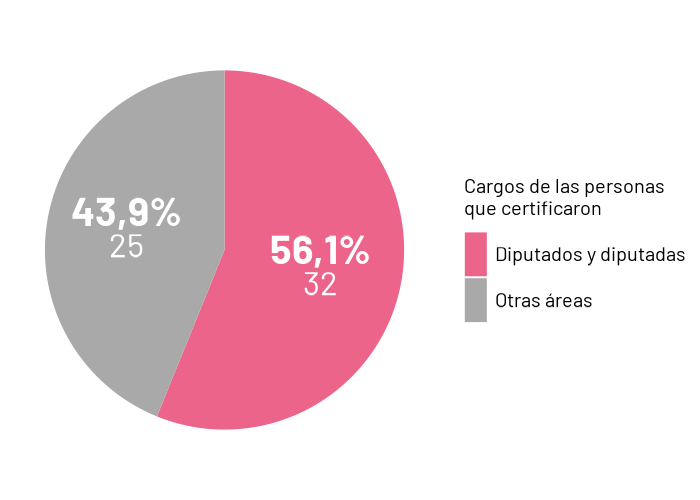 43,9%
25
56,1%
32
Cargos de las personas
que certificaron
Diputados y diputadas
Otras áreas